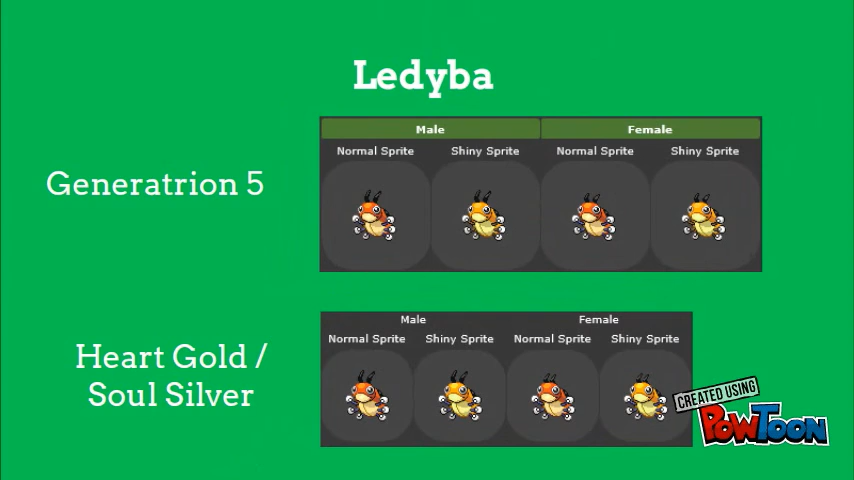 Ledyba
Male Female
Normal Sprite Shiny Sprite Normal Sprite Shiny Sprite
Generatrion 5
Male Female
Normal Sprite Shiny Sprite Normal Sprite Shiny Sprite
Heart Gold /
Soul Silver
CREATED USING
POWTOON